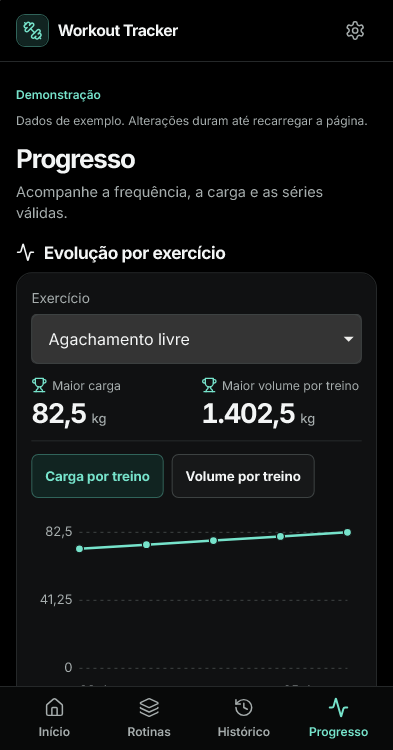 Workout Tracker
Demonstração
Dados de exemplo. Alterações duram até recarregar a página.
Progresso
Acompanhe a frequência, a carga e as séries
válidas.
Evolução por exercício
Exercício
Agachamento livre
Maior carga
Maior volume por treino
82,5 kg
1.402,5 kg
Carga por treino
Volume por treino
82,5
41,25
0
Início
Rotinas
Histórico
Progresso